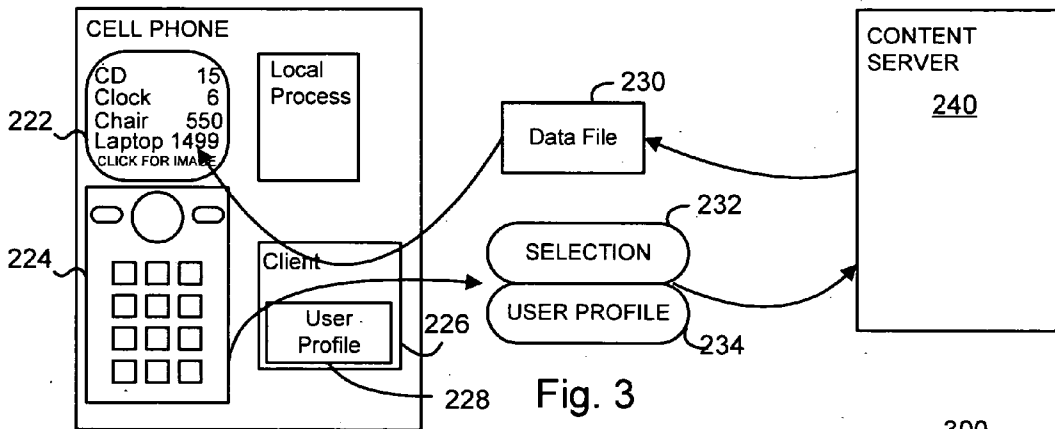 CELL PHONE
CD 15
Clock 6
Chair 550
Laptop 1499
CLICK FOR IMAGE
222
224
Local
Process
Client
User
Profile
226
228
230
Data File
232
SELECTION
USER PROFILE
234
CONTENT
SERVER
240
Fig. 3
300